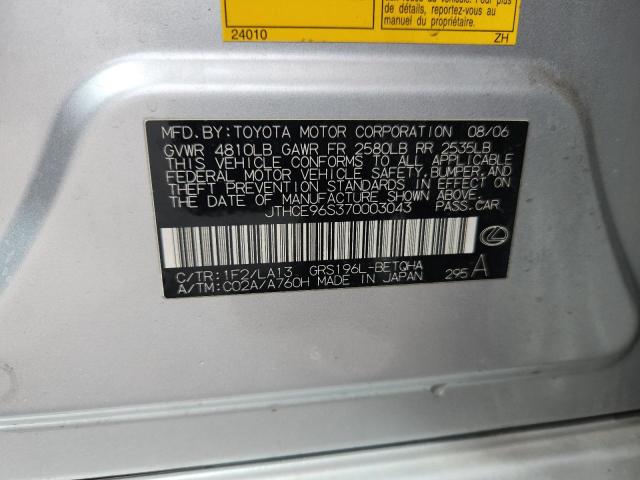 des, reportez-vous au
manuel du propriétaire.
24010 ZH
MFD. BY: TOYOTA MOTOR CORPORATION 08/06
GVWR 4810LB GAWR FR 2580LB RR 2535LB
THIS VEHICLE CONFORMS TO ALL APPLICABLE
FEDERAL MOTOR VEHICLE SAFETY, BUMPER, AND
THEFT PREVENTION STANDARDS IN EFFECT ON
THE DATE OF MANUFACTURE SHOWN ABOVE.
JTHCE96S370003043 PASS. CAR
C/TR: 1F2/LA13 GRS196L-BETQHA
A/TM: C02A/A760H MADE IN JAPAN 295 A